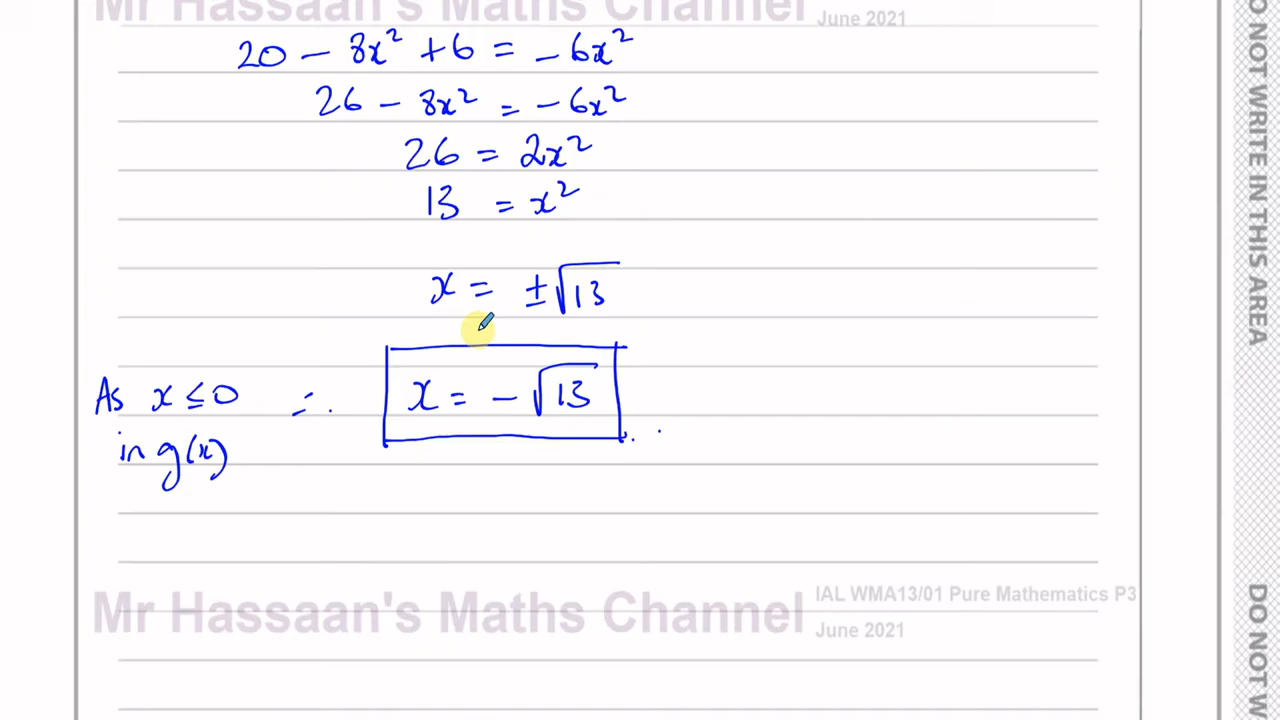 Mr Hassaan's Maths Channel
June 2021
20 - 8x² + 6 = -6x²
26 - 8x² = -6x²
26 = 2x²
13 = x²
x = ±√13
As x ≤ 0 ∴ x = -√13
in g(x)
Mr Hassaan's Maths Channel
IAL WMA13/01 Pure Mathematics P3
June 2021
DO NOT WRITE IN THIS AREA
DO NOT W